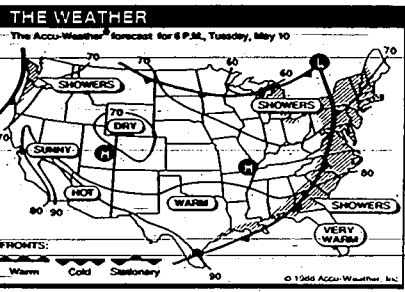 THE WEATHER
The Accu-Weather® forecast for 6 P.M., Tuesday, May 10
70
70
60
60
70
L
SHOWERS
SHOWERS
70
DRY
70
SUNNY
H
H
80
HOT
WARM
SHOWERS
80 90
VERY
WARM
FRONTS:
Warm Cold Stationary
90
© 1988 Accu-Weather, Inc.